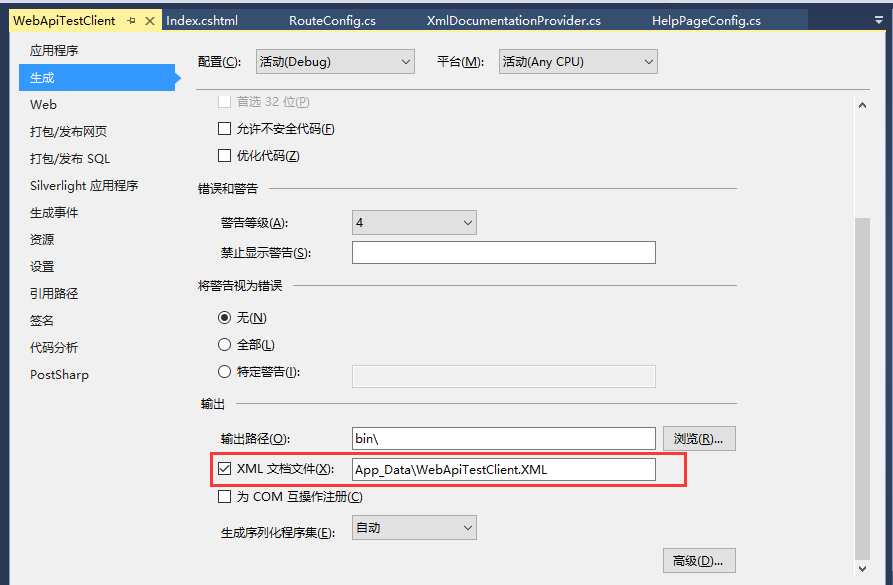 WebApiTestClient Index.cshtml RouteConfig.cs XmlDocumentationProvider.cs HelpPageConfig.cs
应用程序
生成
Web
打包/发布网页
打包/发布 SQL
Silverlight 应用程序
生成事件
资源
设置
引用路径
签名
代码分析
PostSharp
配置(C): 活动(Debug) 平台(M): 活动(Any CPU)
首选 32 位(P)
允许不安全代码(F)
优化代码(Z)
错误和警告
警告等级(A): 4
禁止显示警告(S):
将警告视为错误
无(N)
全部(L)
特定警告(I):
输出
输出路径(O): bin\ 浏览(R)...
XML 文档文件(X): App_Data\WebApiTestClient.XML
为 COM 互操作注册(C)
生成序列化程序集(E): 自动
高级(D)...